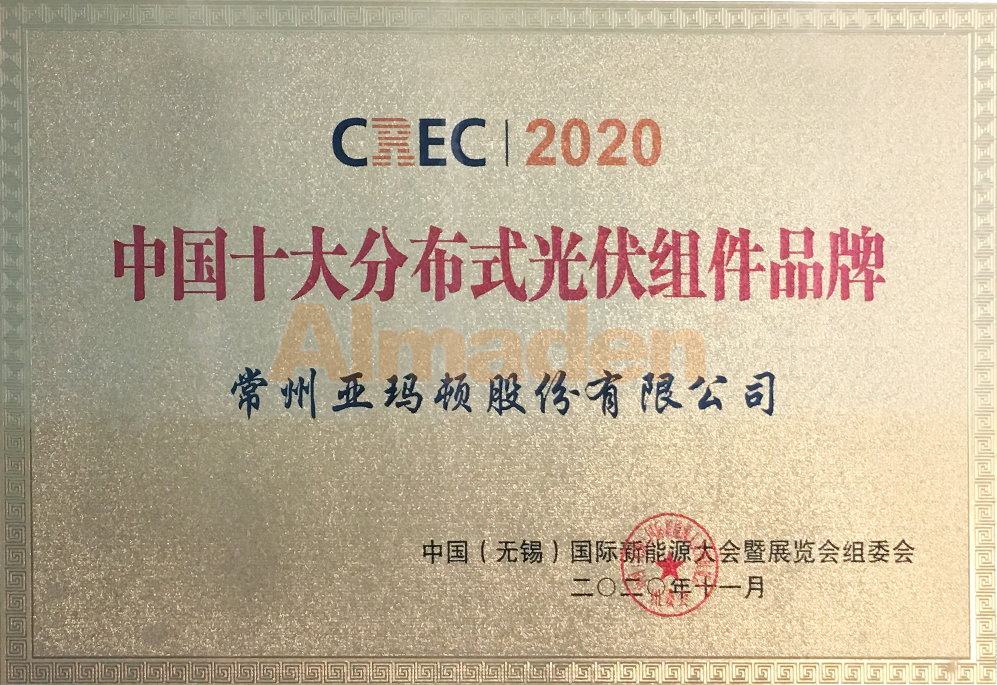 CREC | 2020
中国十大分布式光伏组件品牌
Almaden
常州亚玛顿股份有限公司
中国（无锡）国际新能源大会暨展览会组委会
二〇二〇年十一月